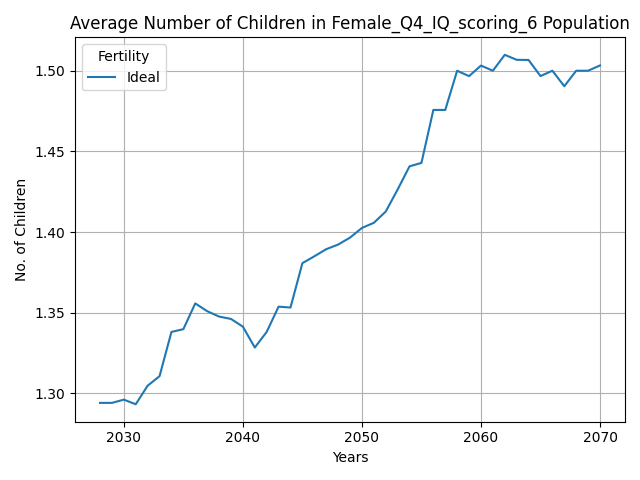 Average Number of Children in Female_Q4_IQ_scoring_6 Population
Fertility
Ideal
No. of Children
1.50
1.45
1.40
1.35
1.30
2030
2040
2050
2060
2070
Years